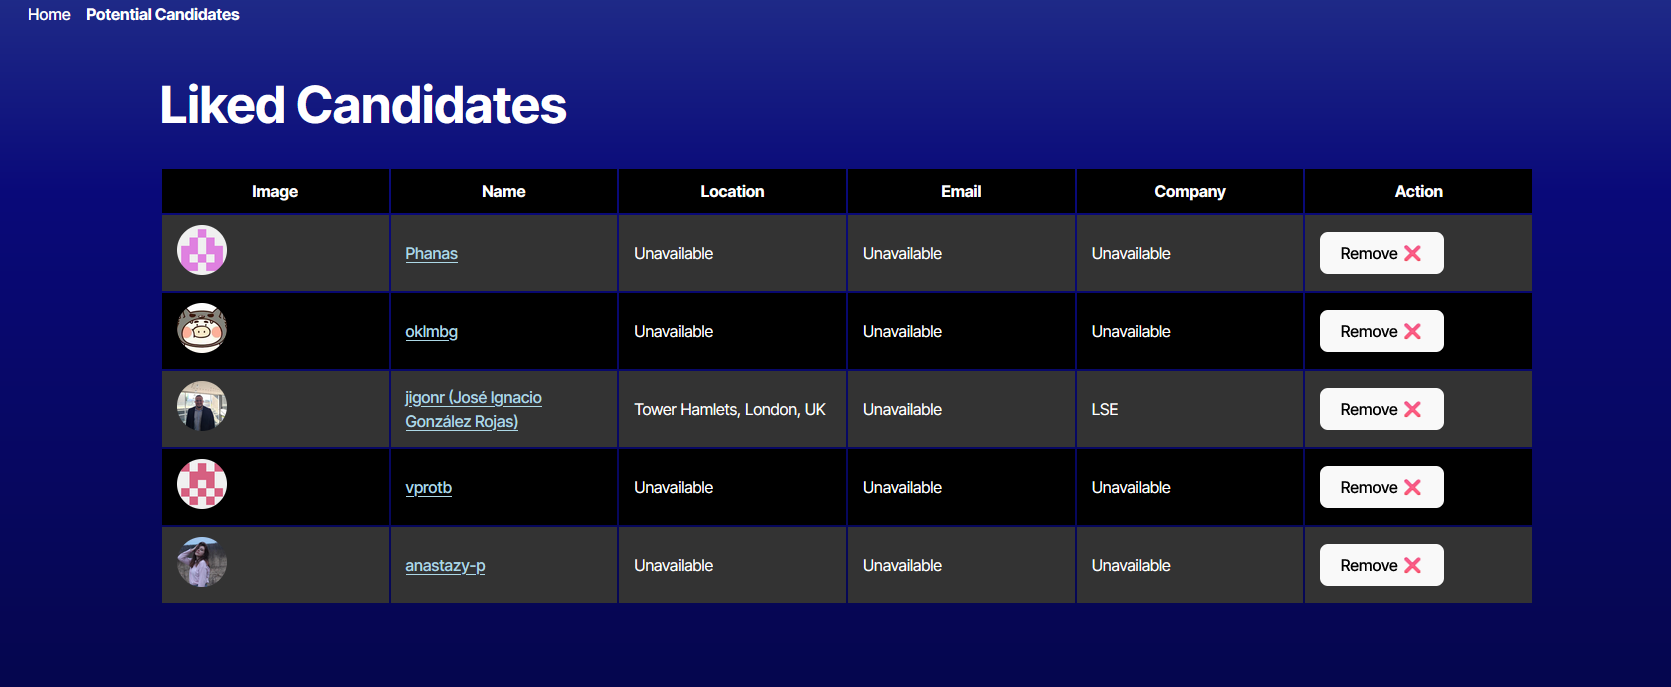 Home Potential Candidates
Liked Candidates
Image Name Location Email Company Action
Phanas Unavailable Unavailable Unavailable Remove ❌
oklmbg Unavailable Unavailable Unavailable Remove ❌
jigonr (José Ignacio
González Rojas) Tower Hamlets, London, UK Unavailable LSE Remove ❌
vprotb Unavailable Unavailable Unavailable Remove ❌
anastazy-p Unavailable Unavailable Unavailable Remove ❌